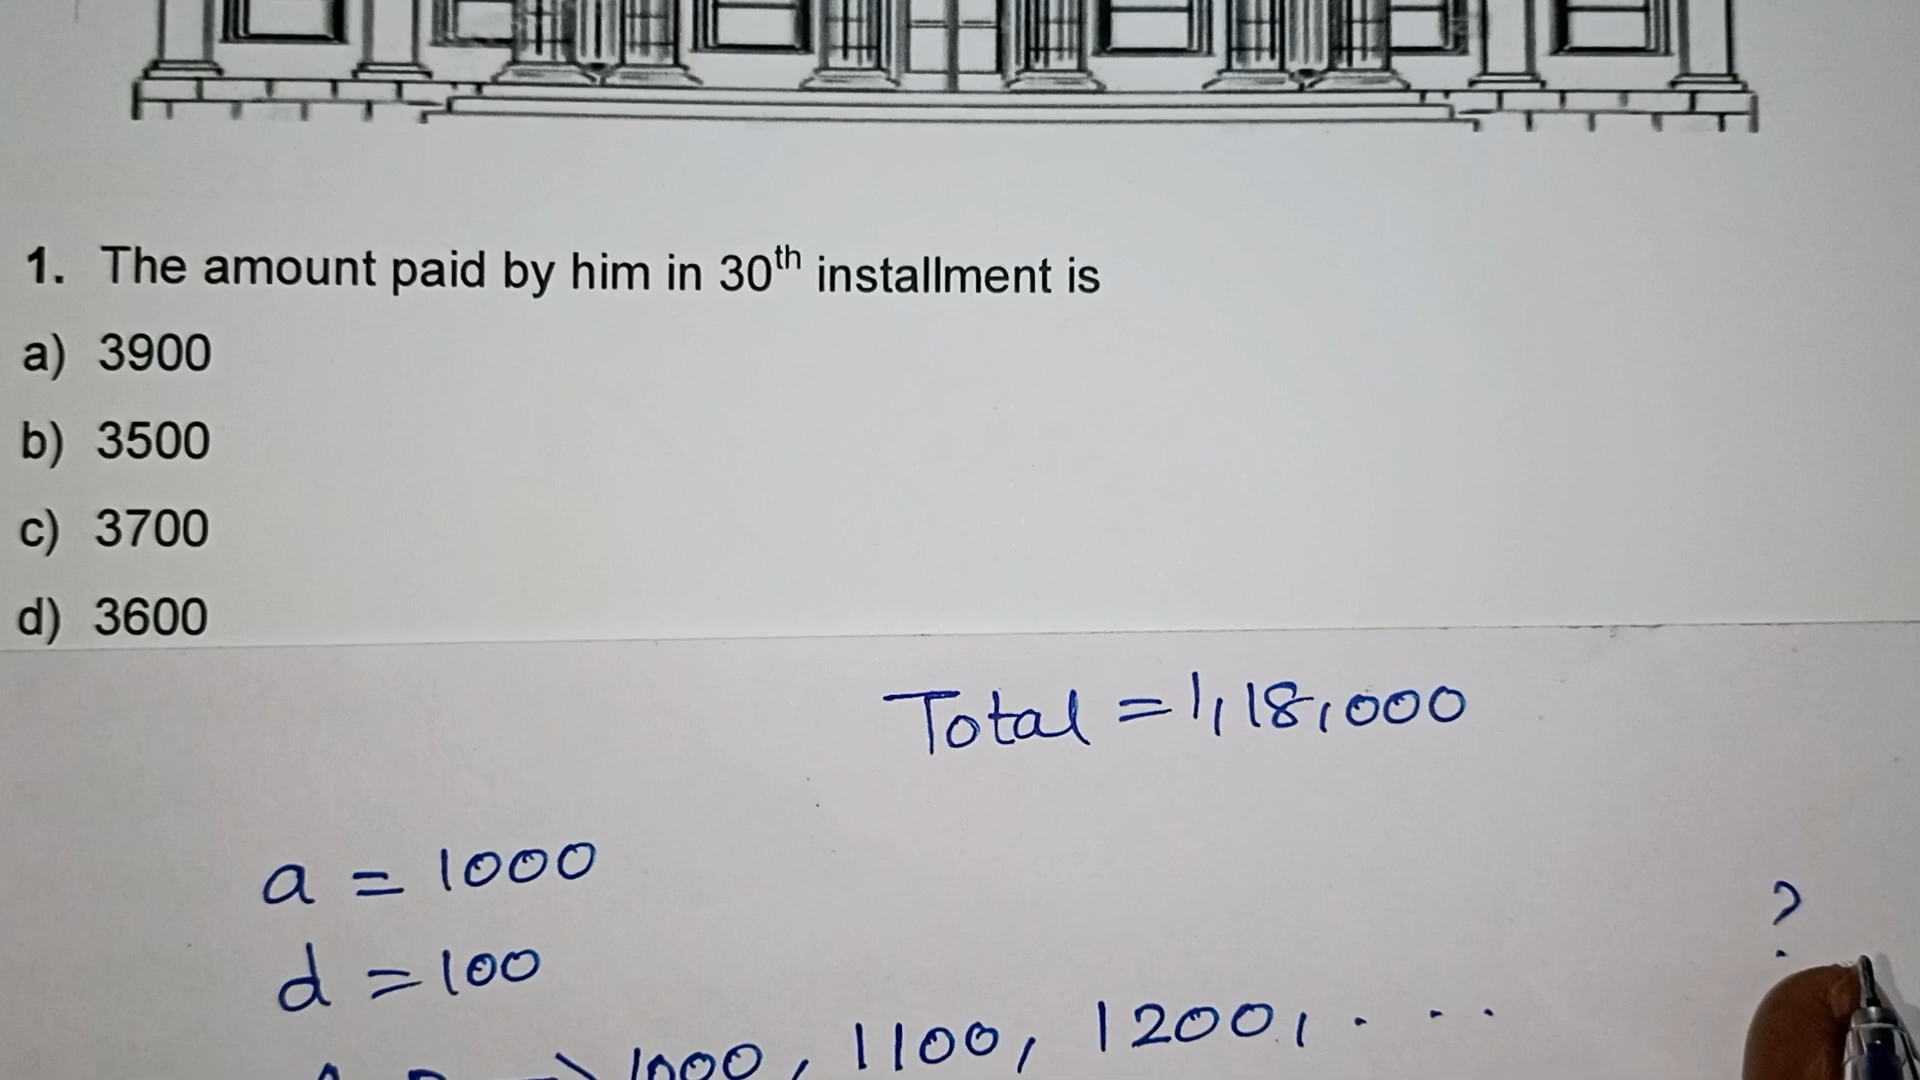 1. The amount paid by him in 30th installment is
a) 3900
b) 3500
c) 3700
d) 3600
Total = 1,18,000
a = 1000
d = 100
?
1000, 1100, 1200, . . .